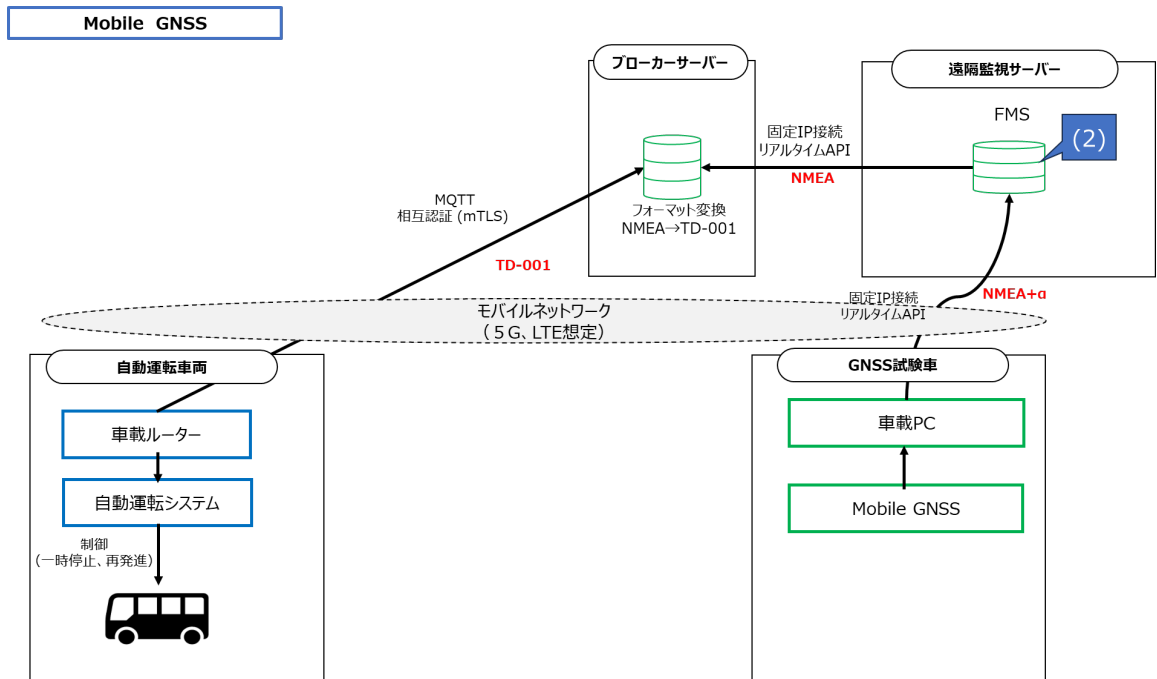 Mobile GNSS
ブローカーサーバー
遠隔監視サーバー
FMS
(2)
固定IP接続
リアルタイムAPI
NMEA
MQTT
相互認証 (mTLS)
フォーマット変換
NMEA→TD-001
TD-001
NMEA+α
固定IP接続
リアルタイムAPI
モバイルネットワーク
(５G、LTE想定)
自動運転車両
GNSS試験車
車載ルーター
車載PC
自動運転システム
Mobile GNSS
制御
(一時停止、再発進)